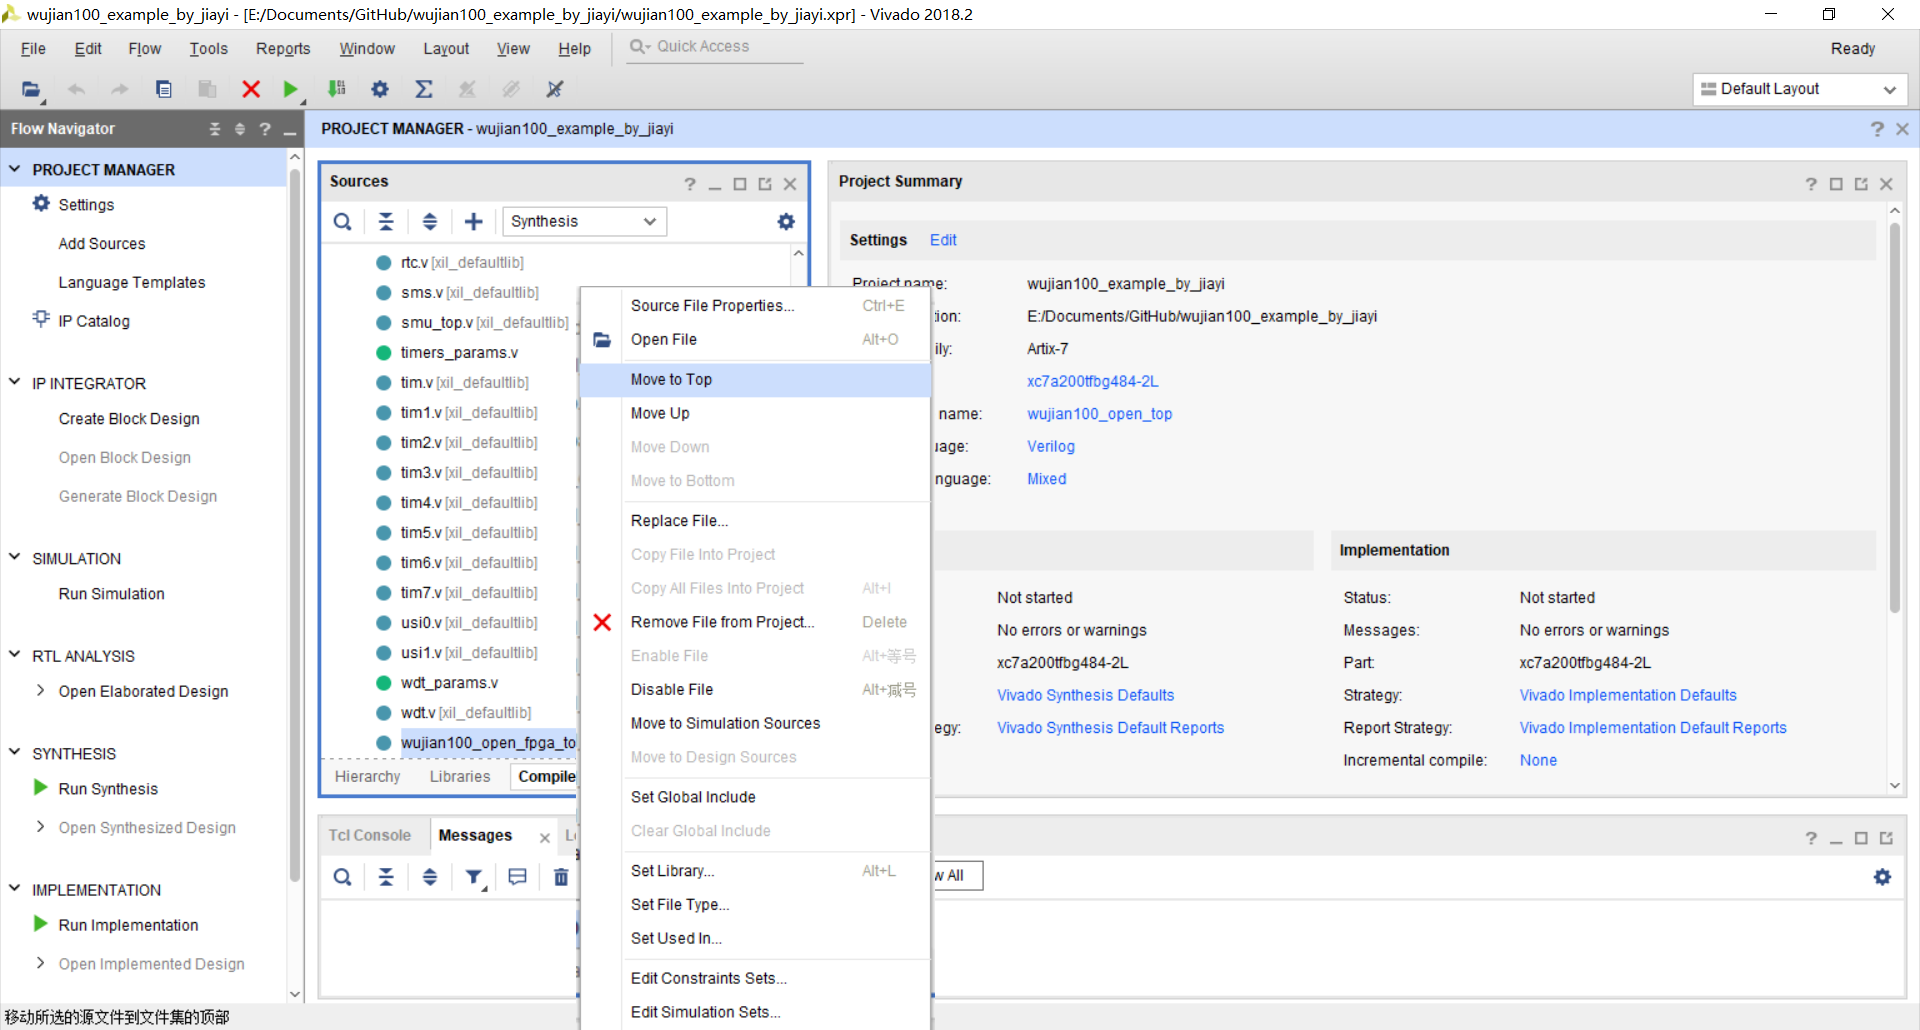 wujian100_example_by_jiayi - [E:/Documents/GitHub/wujian100_example_by_jiayi/wujian100_example_by_jiayi.xpr] - Vivado 2018.2
File Edit Flow Tools Reports Window Layout View Help Quick Access Ready
Default Layout
Flow Navigator
PROJECT MANAGER
Settings
Add Sources
Language Templates
IP Catalog
IP INTEGRATOR
Create Block Design
Open Block Design
Generate Block Design
SIMULATION
Run Simulation
RTL ANALYSIS
Open Elaborated Design
SYNTHESIS
Run Synthesis
Open Synthesized Design
IMPLEMENTATION
Run Implementation
Open Implemented Design
PROJECT MANAGER - wujian100_example_by_jiayi
Sources
Synthesis
rtc.v [xil_defaultlib]
sms.v [xil_defaultlib]
smu_top.v [xil_defaultlib]
timers_params.v
tim.v [xil_defaultlib]
tim1.v [xil_defaultlib]
tim2.v [xil_defaultlib]
tim3.v [xil_defaultlib]
tim4.v [xil_defaultlib]
tim5.v [xil_defaultlib]
tim6.v [xil_defaultlib]
tim7.v [xil_defaultlib]
usi0.v [xil_defaultlib]
usi1.v [xil_defaultlib]
wdt_params.v
wdt.v [xil_defaultlib]
wujian100_open_fpga_to
Hierarchy Libraries Compile
Source File Properties... Ctrl+E
Open File Alt+O
Move to Top
Move Up
Move Down
Move to Bottom
Replace File...
Copy File Into Project
Copy All Files Into Project Alt+I
Remove File from Project... Delete
Enable File Alt+等号
Disable File Alt+减号
Move to Simulation Sources
Move to Design Sources
Set Global Include
Clear Global Include
Set Library... Alt+L
Set File Type...
Set Used In...
Edit Constraints Sets...
Edit Simulation Sets...
Project Summary
Settings Edit
Project name: wujian100_example_by_jiayi
tion: E:/Documents/GitHub/wujian100_example_by_jiayi
ily: Artix-7
xc7a200tfbg484-2L
name: wujian100_open_top
uage: Verilog
nguage: Mixed
Not started
No errors or warnings
xc7a200tfbg484-2L
Vivado Synthesis Defaults
egy: Vivado Synthesis Default Reports
Implementation
Status: Not started
Messages: No errors or warnings
Part: xc7a200tfbg484-2L
Strategy: Vivado Implementation Defaults
Report Strategy: Vivado Implementation Default Reports
Incremental compile: None
Tcl Console Messages L
w All
移动所选的源文件到文件集的顶部